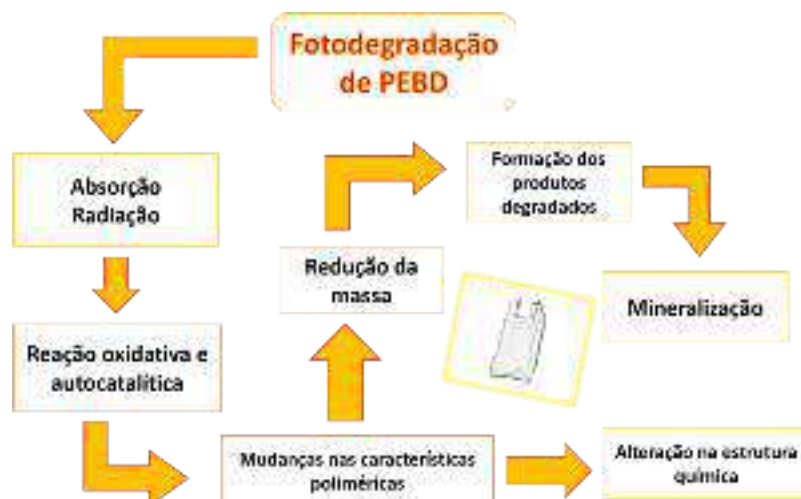 Fotodegradação
de PEBD
Absorção
Radiação
Reação oxidativa e
autocatalítica
Mudanças nas características
poliméricas
Alteração na estrutura
química
Redução da
massa
Formação dos
produtos
degradados
Mineralização